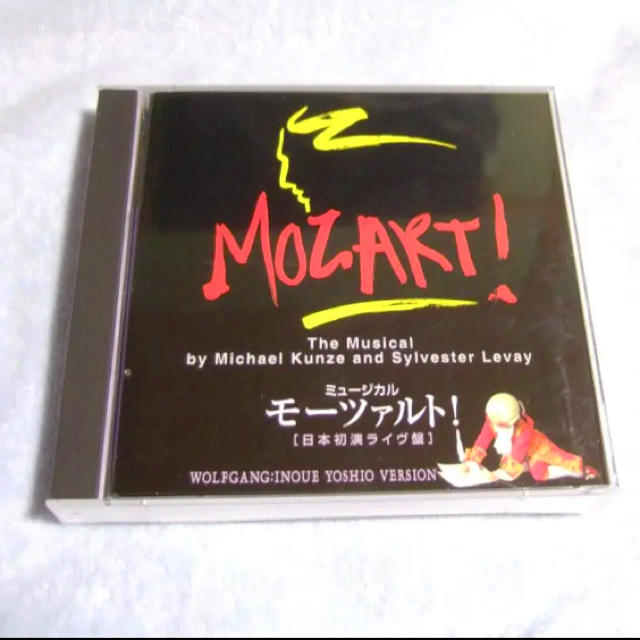 MOZART!
The Musical
by Michael Kunze and Sylvester Levay
ミュージカル
モーツァルト!
[日本初演ライヴ盤]
WOLFGANG:INOUE YOSHIO VERSION